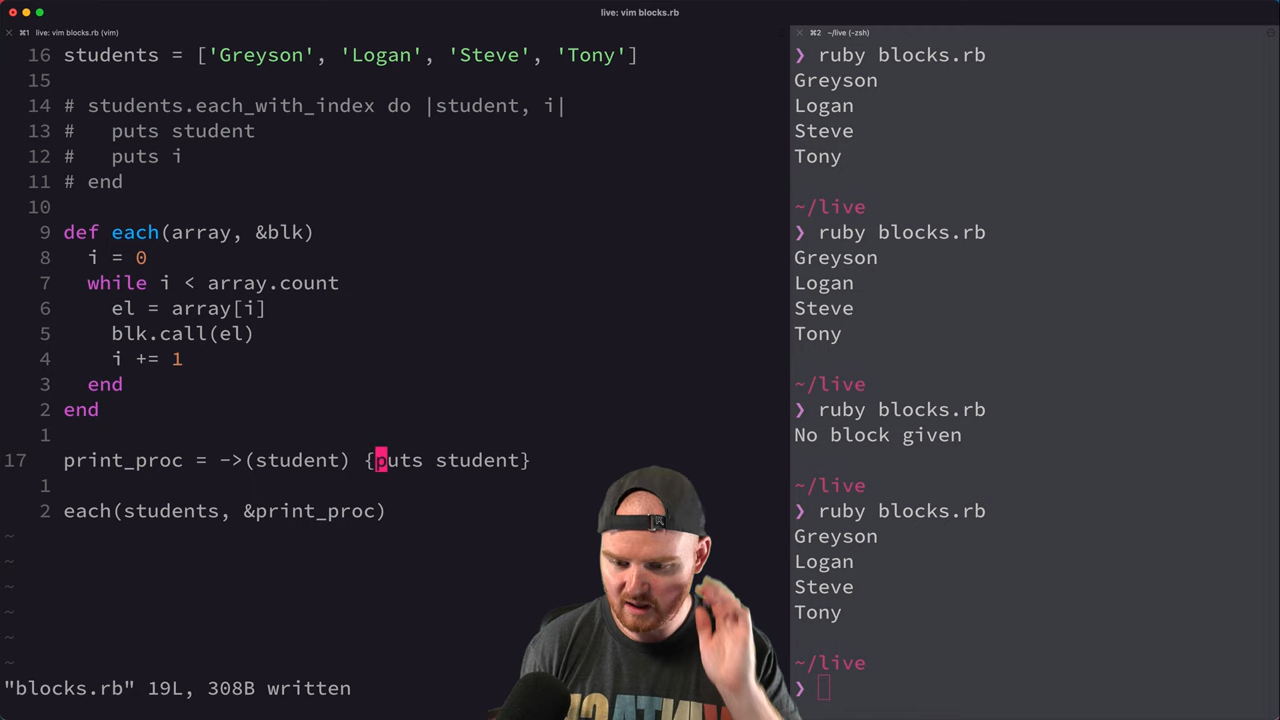 live: vim blocks.rb
⌘1 live: vim blocks.rb (vim)
16 students = ['Greyson', 'Logan', 'Steve', 'Tony']
15
14 # students.each_with_index do |student, i|
13 #   puts student
12 #   puts i
11 # end
10
9 def each(array, &blk)
8   i = 0
7   while i < array.count
6     el = array[i]
5     blk.call(el)
4     i += 1
3   end
2 end
1
17 print_proc = ->(student) {puts student}
1
2 each(students, &print_proc)
~
~
~
~
~
~
"blocks.rb" 19L, 308B written
⌘2 ~/live (-zsh)
❯ ruby blocks.rb
Greyson
Logan
Steve
Tony
~/live
❯ ruby blocks.rb
Greyson
Logan
Steve
Tony
~/live
❯ ruby blocks.rb
No block given
~/live
❯ ruby blocks.rb
Greyson
Logan
Steve
Tony
~/live
❯